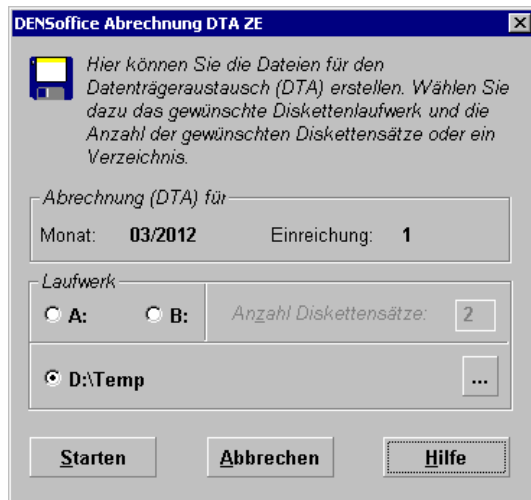 DENSoffice Abrechnung DTA ZE
Hier können Sie die Dateien für den
Datenträgeraustausch (DTA) erstellen. Wählen Sie
dazu das gewünschte Diskettenlaufwerk und die
Anzahl der gewünschten Diskettensätze oder ein
Verzeichnis.
Abrechnung (DTA) für
Monat: 03/2012 Einreichung: 1
Laufwerk
A: B: Anzahl Diskettensätze: 2
D:\Temp ...
Starten Abbrechen Hilfe